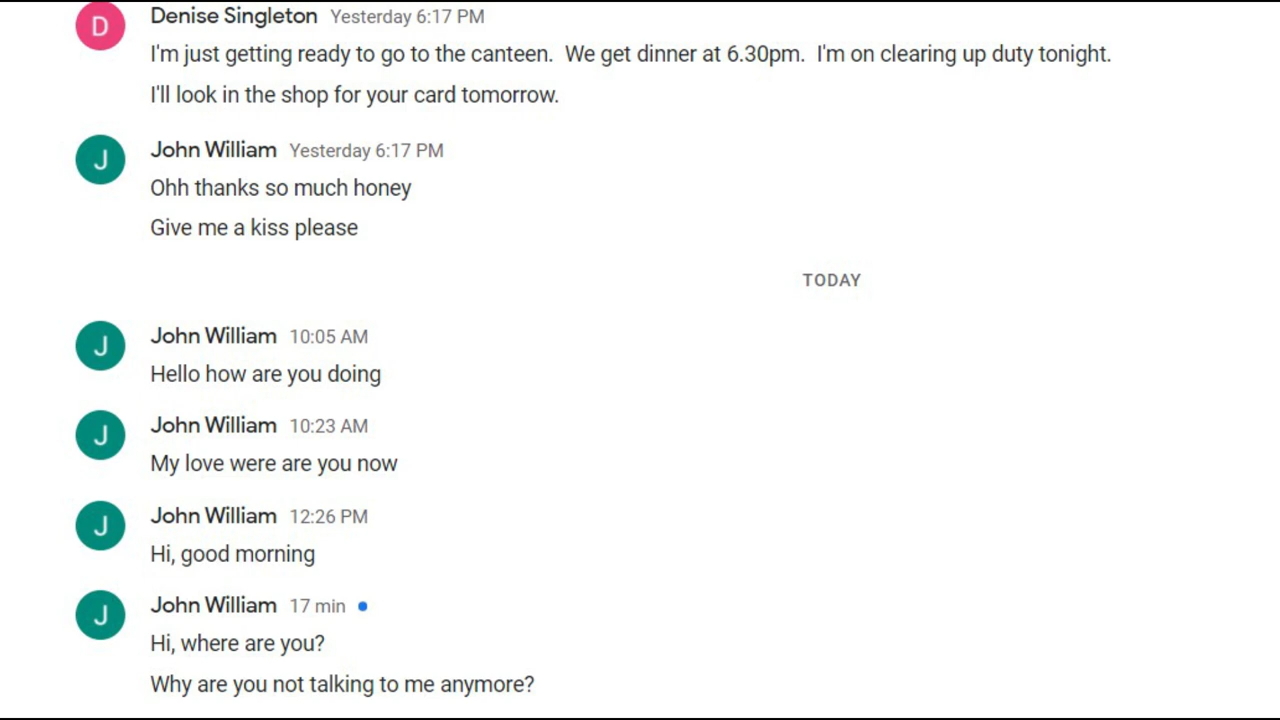 D
Denise Singleton Yesterday 6:17 PM
I'm just getting ready to go to the canteen. We get dinner at 6.30pm. I'm on clearing up duty tonight.
I'll look in the shop for your card tomorrow.
J
John William Yesterday 6:17 PM
Ohh thanks so much honey
Give me a kiss please
TODAY
J
John William 10:05 AM
Hello how are you doing
J
John William 10:23 AM
My love were are you now
J
John William 12:26 PM
Hi, good morning
J
John William 17 min
Hi, where are you?
Why are you not talking to me anymore?